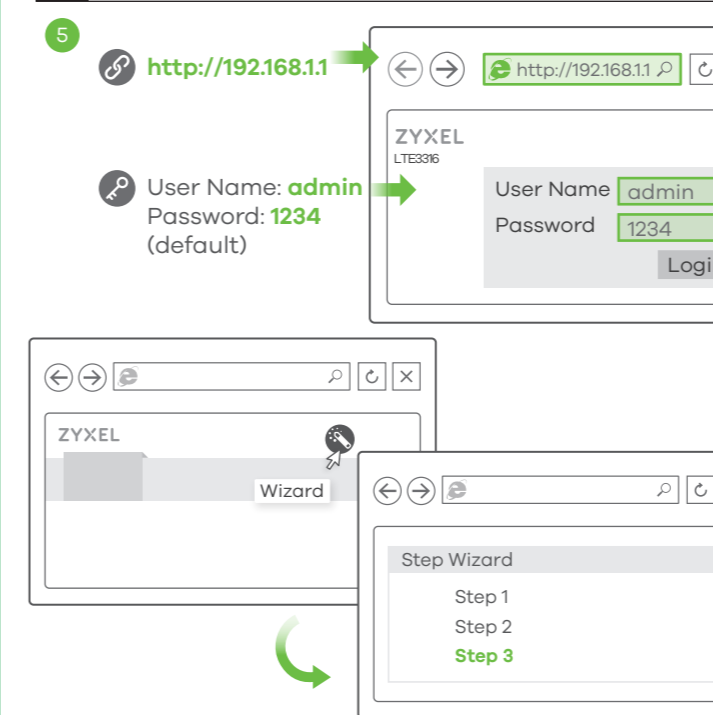 5
http://192.168.1.1
http://192.168.1.1
ZYXEL
LTE3316
User Name: admin
Password: 1234
(default)
User Name admin
Password 1234
Logi
ZYXEL
Wizard
Step Wizard
Step 1
Step 2
Step 3